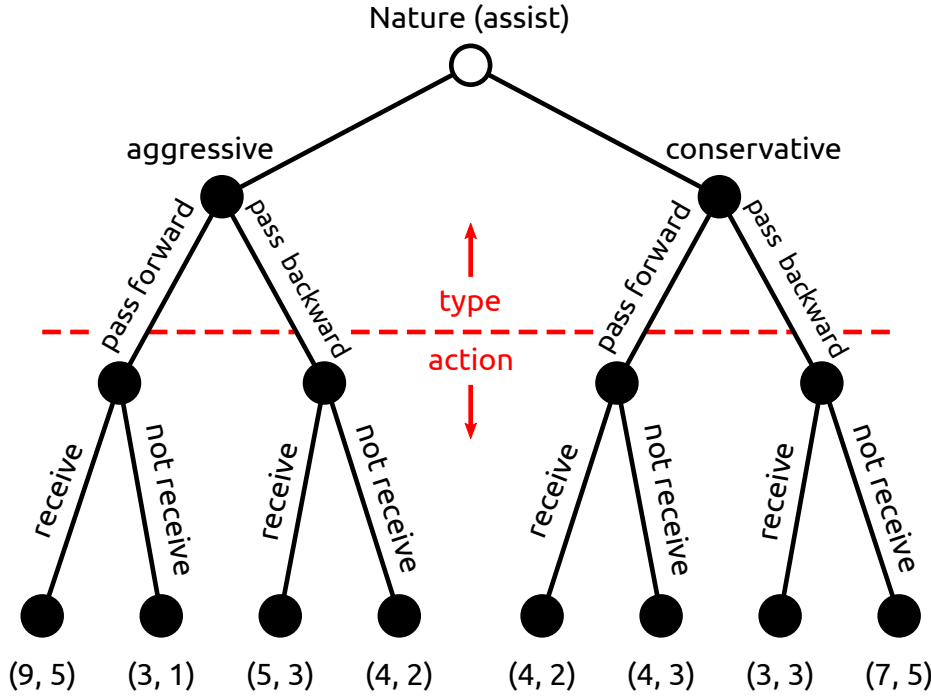 Nature (assist)
aggressive
conservative
pass forward
pass backward
pass forward
pass backward
type
action
receive
not receive
receive
not receive
receive
not receive
receive
not receive
(9, 5)
(3, 1)
(5, 3)
(4, 2)
(4, 2)
(4, 3)
(3, 3)
(7, 5)